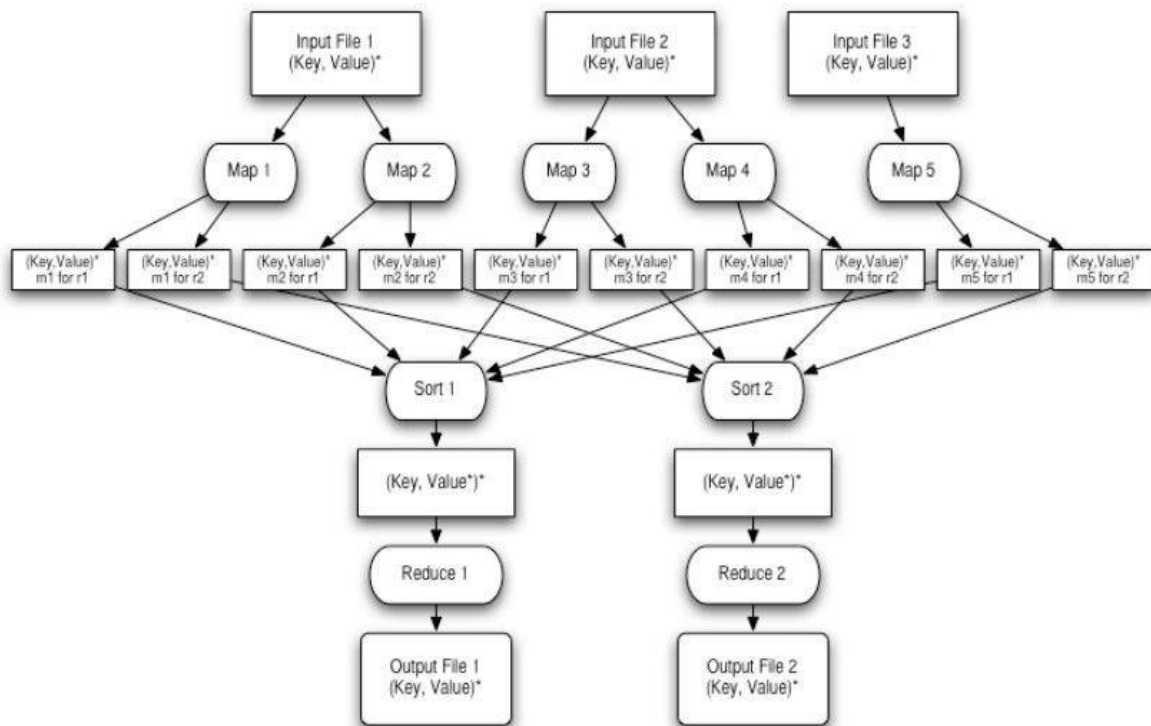 Input File 1
(Key, Value)*
Input File 2
(Key, Value)*
Input File 3
(Key, Value)*
Map 1
Map 2
Map 3
Map 4
Map 5
(Key,Value)*
m1 for r1
(Key,Value)*
m1 for r2
(Key,Value)*
m2 for r1
(Key,Value)*
m2 for r2
(Key,Value)*
m3 for r1
(Key,Value)*
m3 for r2
(Key,Value)*
m4 for r1
(Key,Value)*
m4 for r2
(Key,Value)*
m5 for r1
(Key,Value)*
m5 for r2
Sort 1
Sort 2
(Key, Value*)*
(Key, Value*)*
Reduce 1
Reduce 2
Output File 1
(Key, Value)*
Output File 2
(Key, Value)*